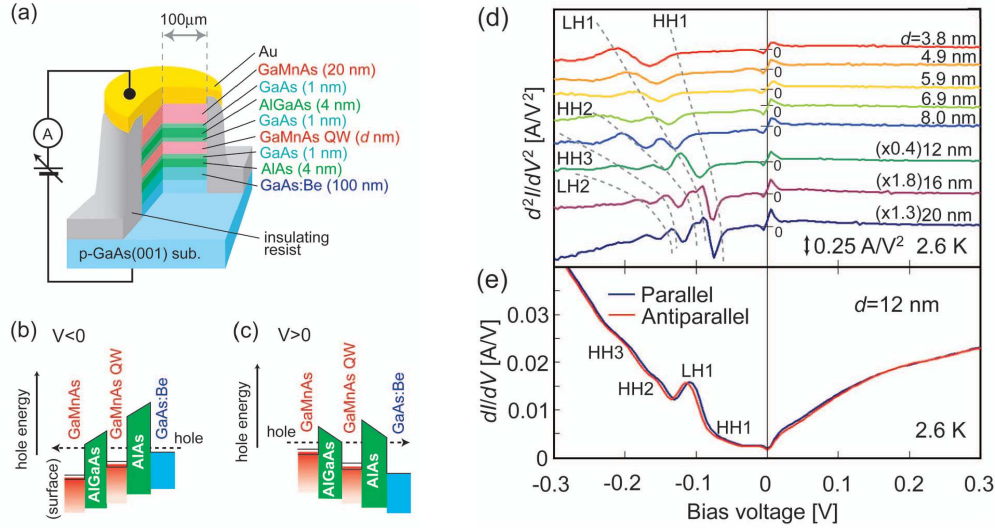 (a)
100μm
Au
GaMnAs (20 nm)
GaAs (1 nm)
AlGaAs (4 nm)
GaAs (1 nm)
GaMnAs QW (d nm)
GaAs (1 nm)
AlAs (4 nm)
GaAs:Be (100 nm)
A
insulating
resist
p-GaAs(001) sub.
(b)
V<0
hole energy
GaMnAs
GaMnAs QW
GaAs:Be
hole
(surface)
AlGaAs
AlAs
(c)
V>0
hole energy
GaMnAs
GaMnAs QW
GaAs:Be
hole
AlGaAs
AlAs
(d)
d²I/dV² [A/V²]
LH1
HH1
HH2
HH3
LH2
d=3.8 nm
0
4.9 nm
0
5.9 nm
0
6.9 nm
0
8.0 nm
0
(x0.4)12 nm
0
(x1.8)16 nm
0
(x1.3)20 nm
0
0.25 A/V² 2.6 K
(e)
dI/dV [A/V]
0.03
0.02
0.01
0
Parallel
Antiparallel
d=12 nm
HH3
HH2
LH1
HH1
2.6 K
-0.3 -0.2 -0.1 0 0.1 0.2 0.3
Bias voltage [V]